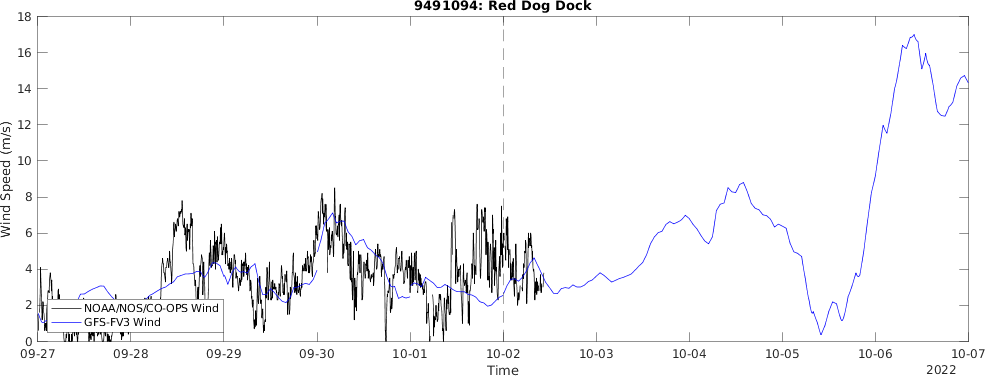 9491094: Red Dog Dock
Wind Speed (m/s)
18
16
14
12
10
8
6
4
2
0
NOAA/NOS/CO-OPS Wind
GFS-FV3 Wind
09-27 09-28 09-29 09-30 10-01 10-02 10-03 10-04 10-05 10-06 10-07
Time
2022